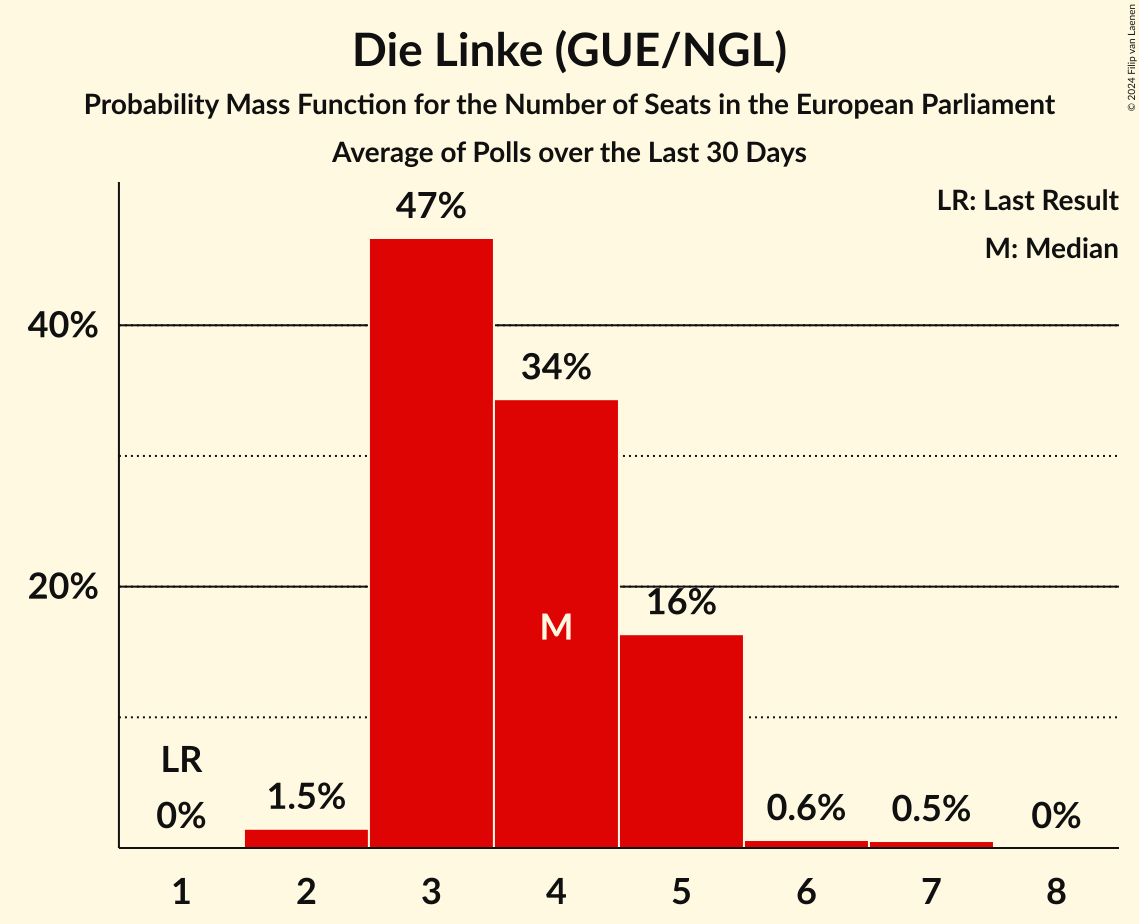 Die Linke (GUE/NGL)
Probability Mass Function for the Number of Seats in the European Parliament
Average of Polls over the Last 30 Days
© 2024 Filip van Laenen
LR: Last Result
M: Median
47%
40%
34%
20%
16%
M
LR
0%
1.5%
0.6%
0.5%
0%
1 2 3 4 5 6 7 8